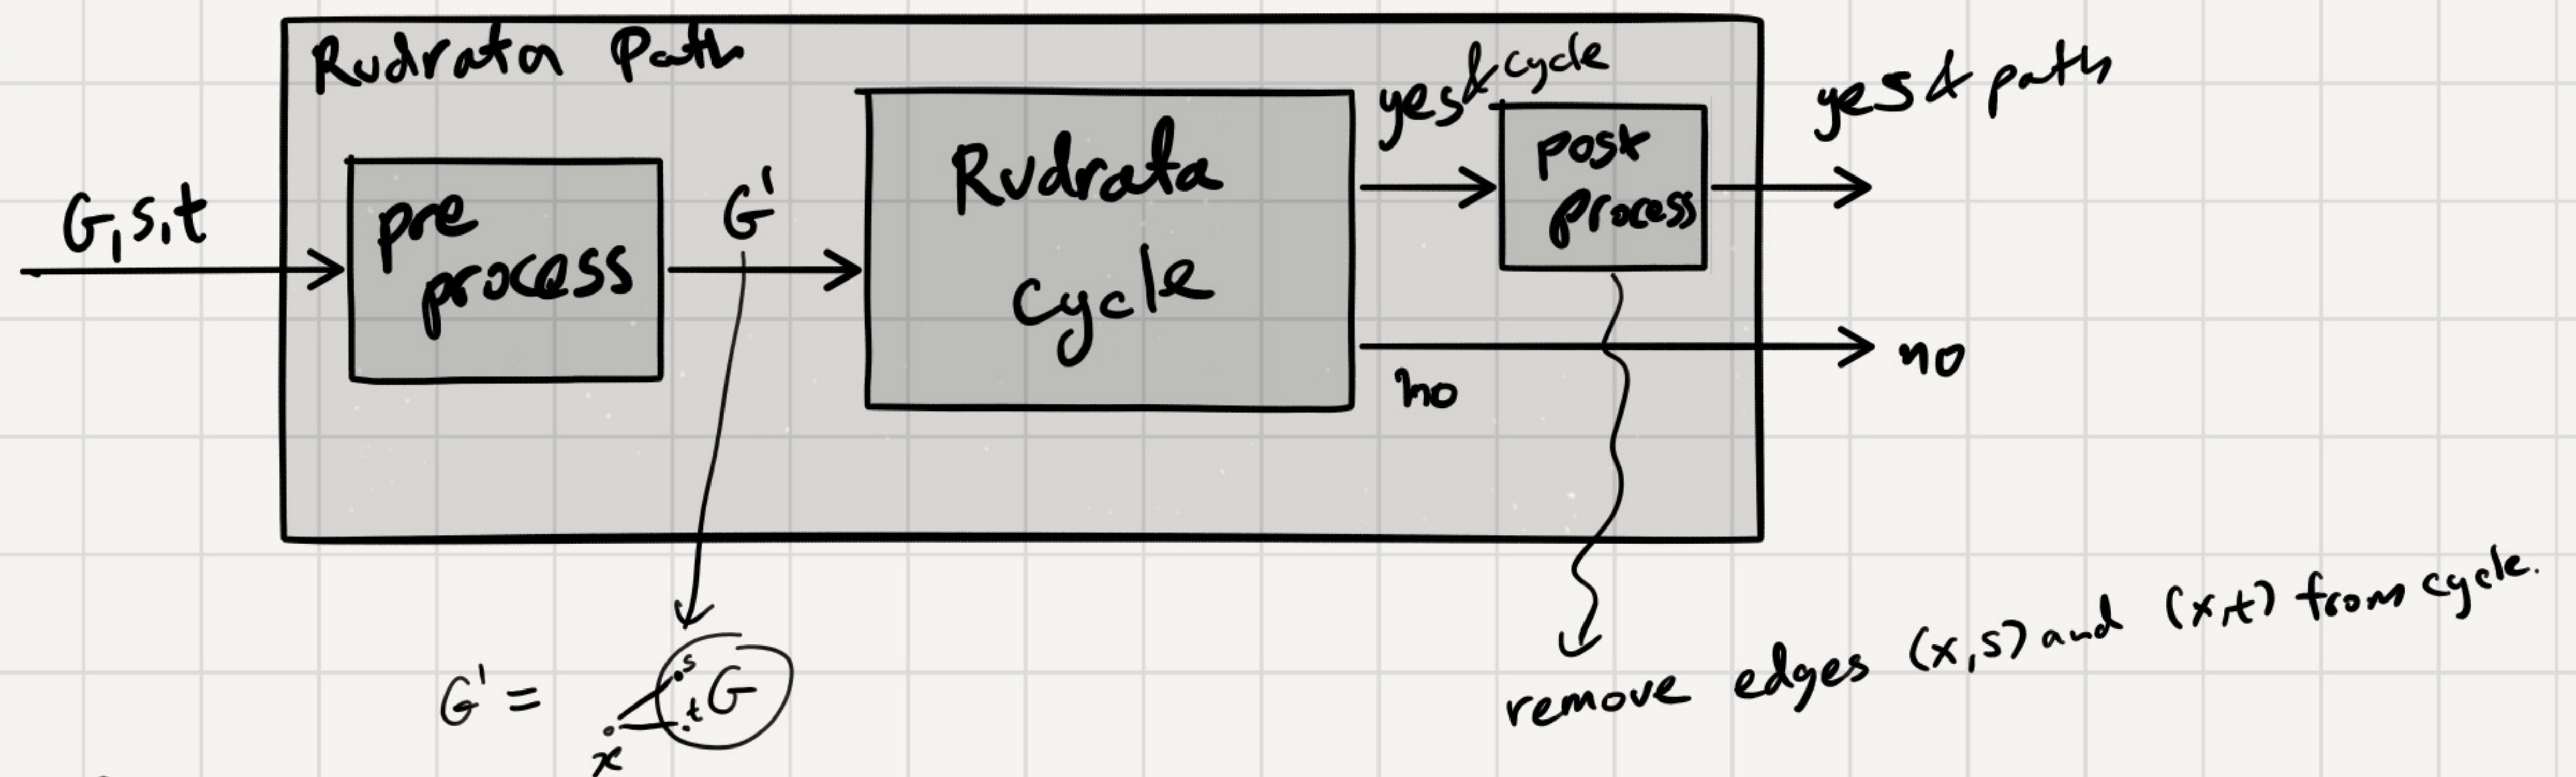 Rudrata Path
G,s,t
pre
process
G'
Rudrata
Cycle
yes & cycle
post
process
yes & path
no
no
G' =
s
t
G
x
remove edges (x,s) and (x,t) from cycle.